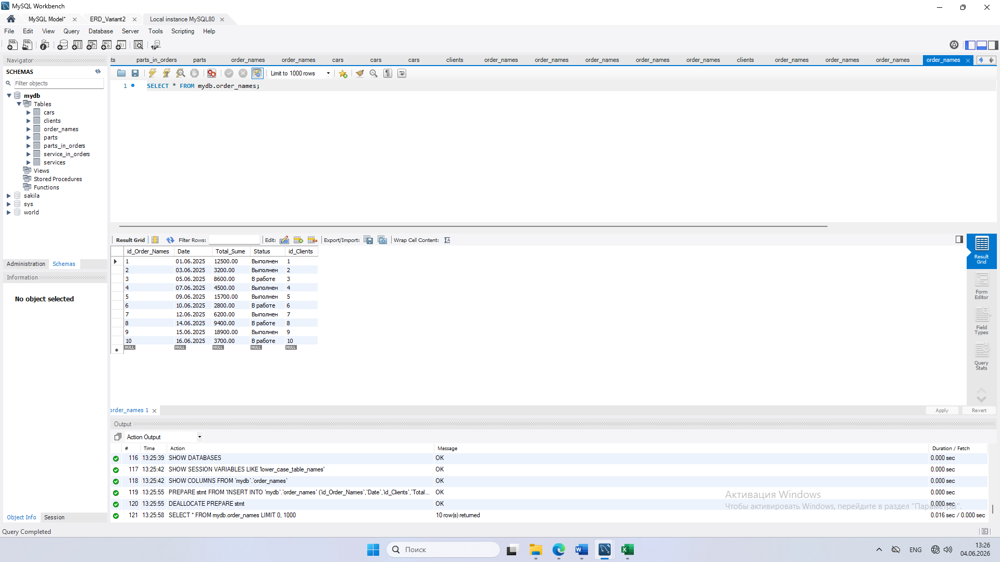 MySQL Workbench
MySQL Model* ERD_Variant2 Local instance MySQL80
File Edit View Query Database Server Tools Scripting Help
Navigator
SCHEMAS
Filter objects
mydb
Tables
cars
clients
order_names
parts
parts_in_orders
service_in_orders
services
Views
Stored Procedures
Functions
sakila
sys
world
Administration Schemas
Information
No object selected
Object Info Session
ts parts_in_orders parts order_names order_names cars cars cars clients order_names order_names order_names order_names order_names clients order_names order_names order_names order_names
Limit to 1000 rows
1 SELECT * FROM mydb.order_names;
Result Grid Filter Rows: Edit: Export/Import: Wrap Cell Content:
id_Order_Names Date Total_Sume Status id_Clients
1 01.06.2025 12500.00 Выполнен 1
2 03.06.2025 3200.00 Выполнен 2
3 05.06.2025 8600.00 В работе 3
4 07.06.2025 4500.00 Выполнен 4
5 09.06.2025 15700.00 Выполнен 5
6 10.06.2025 2800.00 В работе 6
7 12.06.2025 6200.00 Выполнен 7
8 14.06.2025 9400.00 В работе 8
9 15.06.2025 18900.00 Выполнен 9
10 16.06.2025 3700.00 В работе 10
NULL NULL NULL NULL NULL
Result Grid
Form Editor
Field Types
Query Stats
order_names 1
Apply Revert
Output
Action Output
# Time Action Message Duration / Fetch
116 13:25:39 SHOW DATABASES OK 0.000 sec
117 13:25:42 SHOW SESSION VARIABLES LIKE 'lower_case_table_names' OK 0.000 sec
118 13:25:42 SHOW COLUMNS FROM `mydb`.`order_names` OK 0.000 sec
119 13:25:55 PREPARE stmt FROM 'INSERT INTO `mydb`.`order_names` (`id_Order_Names`,`Date`,`id_Clients`,`Total... OK 0.000 sec
120 13:25:55 DEALLOCATE PREPARE stmt OK 0.000 sec
121 13:25:58 SELECT * FROM mydb.order_names LIMIT 0, 1000 10 row(s) returned 0.016 sec / 0.000 sec
Активация Windows
Чтобы активировать Windows, перейдите в раздел "Параметры".
Query Completed
Поиск
ENG
13:26
04.06.2026